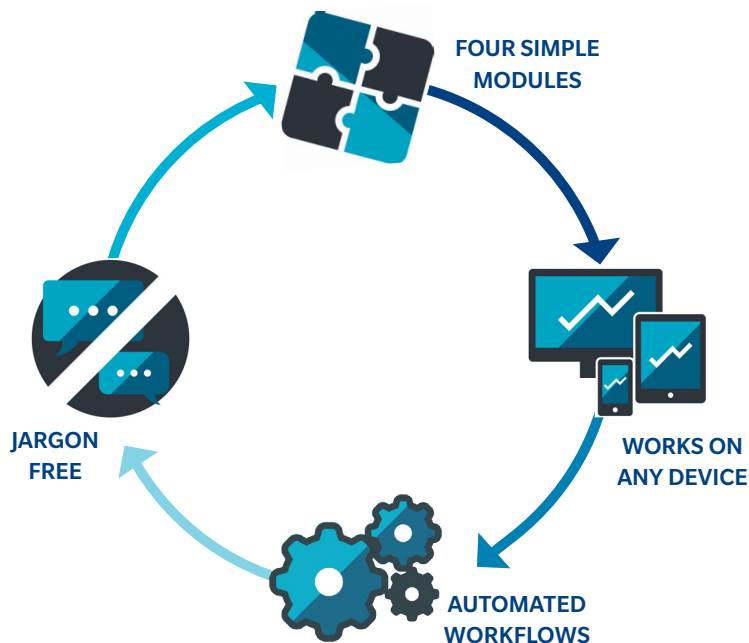 FOUR SIMPLE
MODULES
WORKS ON
ANY DEVICE
AUTOMATED
WORKFLOWS
JARGON
FREE